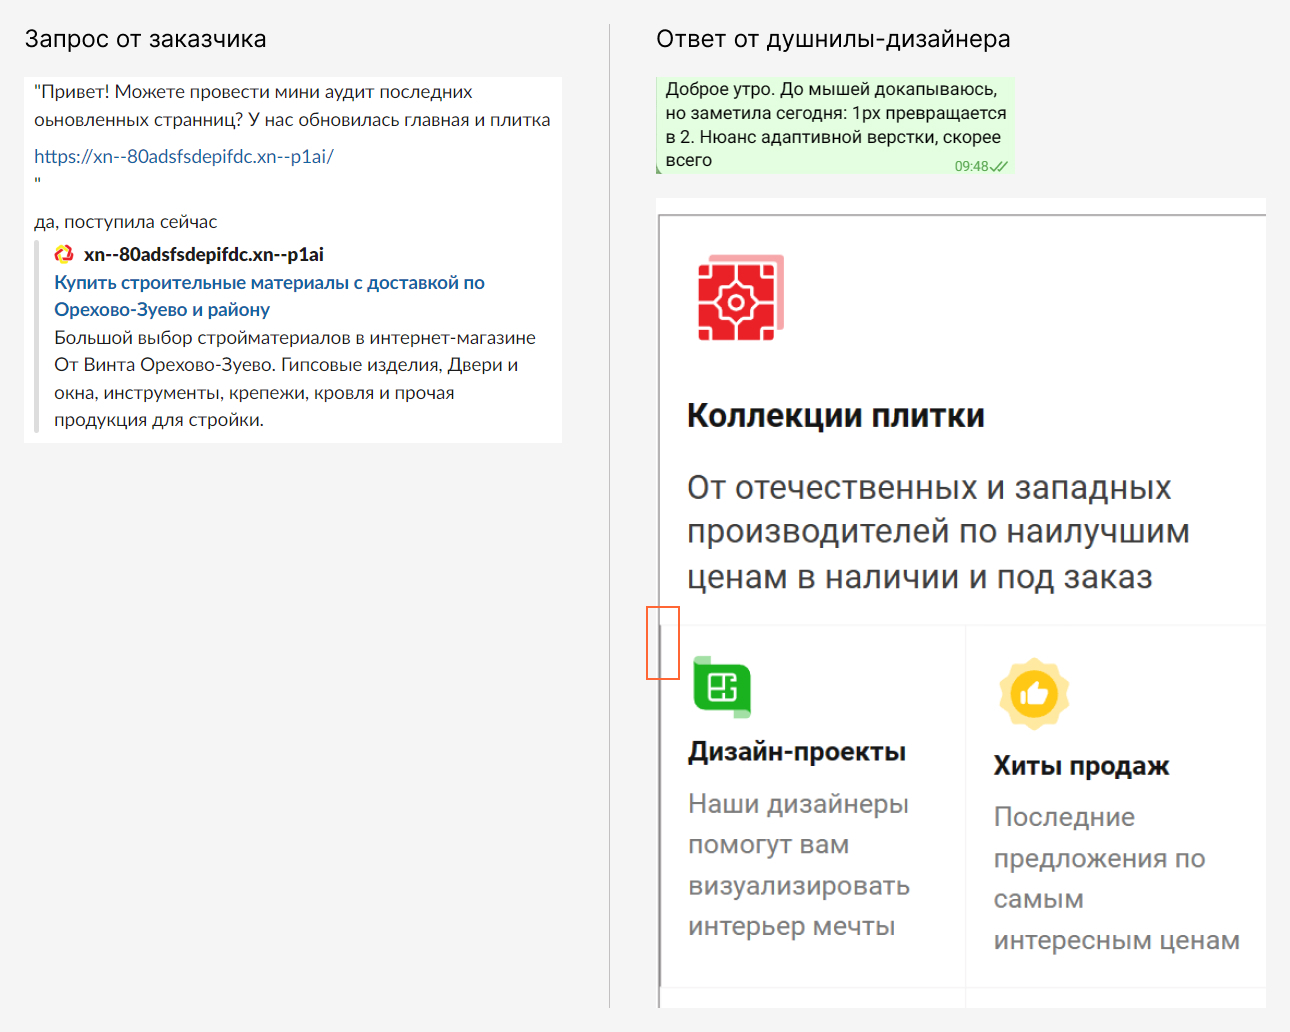 Запрос от заказчика
"Привет! Можете провести мини аудит последних
оьновленных странниц? У нас обновилась главная и плитка
https://xn--80adsfsdepifdc.xn--p1ai/
"
да, поступила сейчас
xn--80adsfsdepifdc.xn--p1ai
Купить строительные материалы с доставкой по
Орехово-Зуево и району
Большой выбор стройматериалов в интернет-магазине
От Винта Орехово-Зуево. Гипсовые изделия, Двери и
окна, инструменты, крепежи, кровля и прочая
продукция для стройки.
Ответ от душнилы-дизайнера
Доброе утро. До мышей докапываюсь,
но заметила сегодня: 1px превращается
в 2. Нюанс адаптивной верстки, скорее
всего
09:48
Коллекции плитки
От отечественных и западных
производителей по наилучшим
ценам в наличии и под заказ
Дизайн-проекты
Наши дизайнеры
помогут вам
визуализировать
интерьер мечты
Хиты продаж
Последние
предложения по
самым
интересным ценам